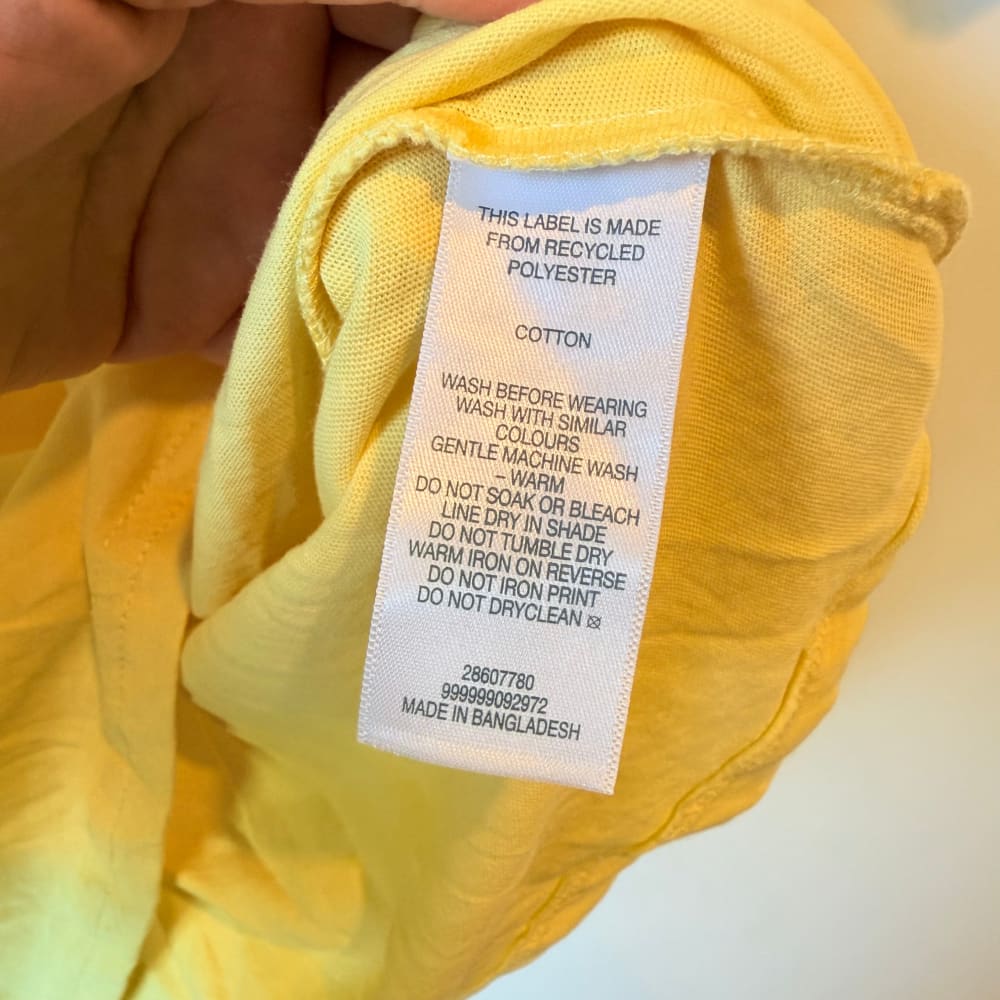 THIS LABEL IS MADE
FROM RECYCLED
POLYESTER
COTTON
WASH BEFORE WEARING
WASH WITH SIMILAR
COLOURS
GENTLE MACHINE WASH
– WARM
DO NOT SOAK OR BLEACH
LINE DRY IN SHADE
DO NOT TUMBLE DRY
WARM IRON ON REVERSE
DO NOT IRON PRINT
DO NOT DRYCLEAN
28607780
999999092972
MADE IN BANGLADESH